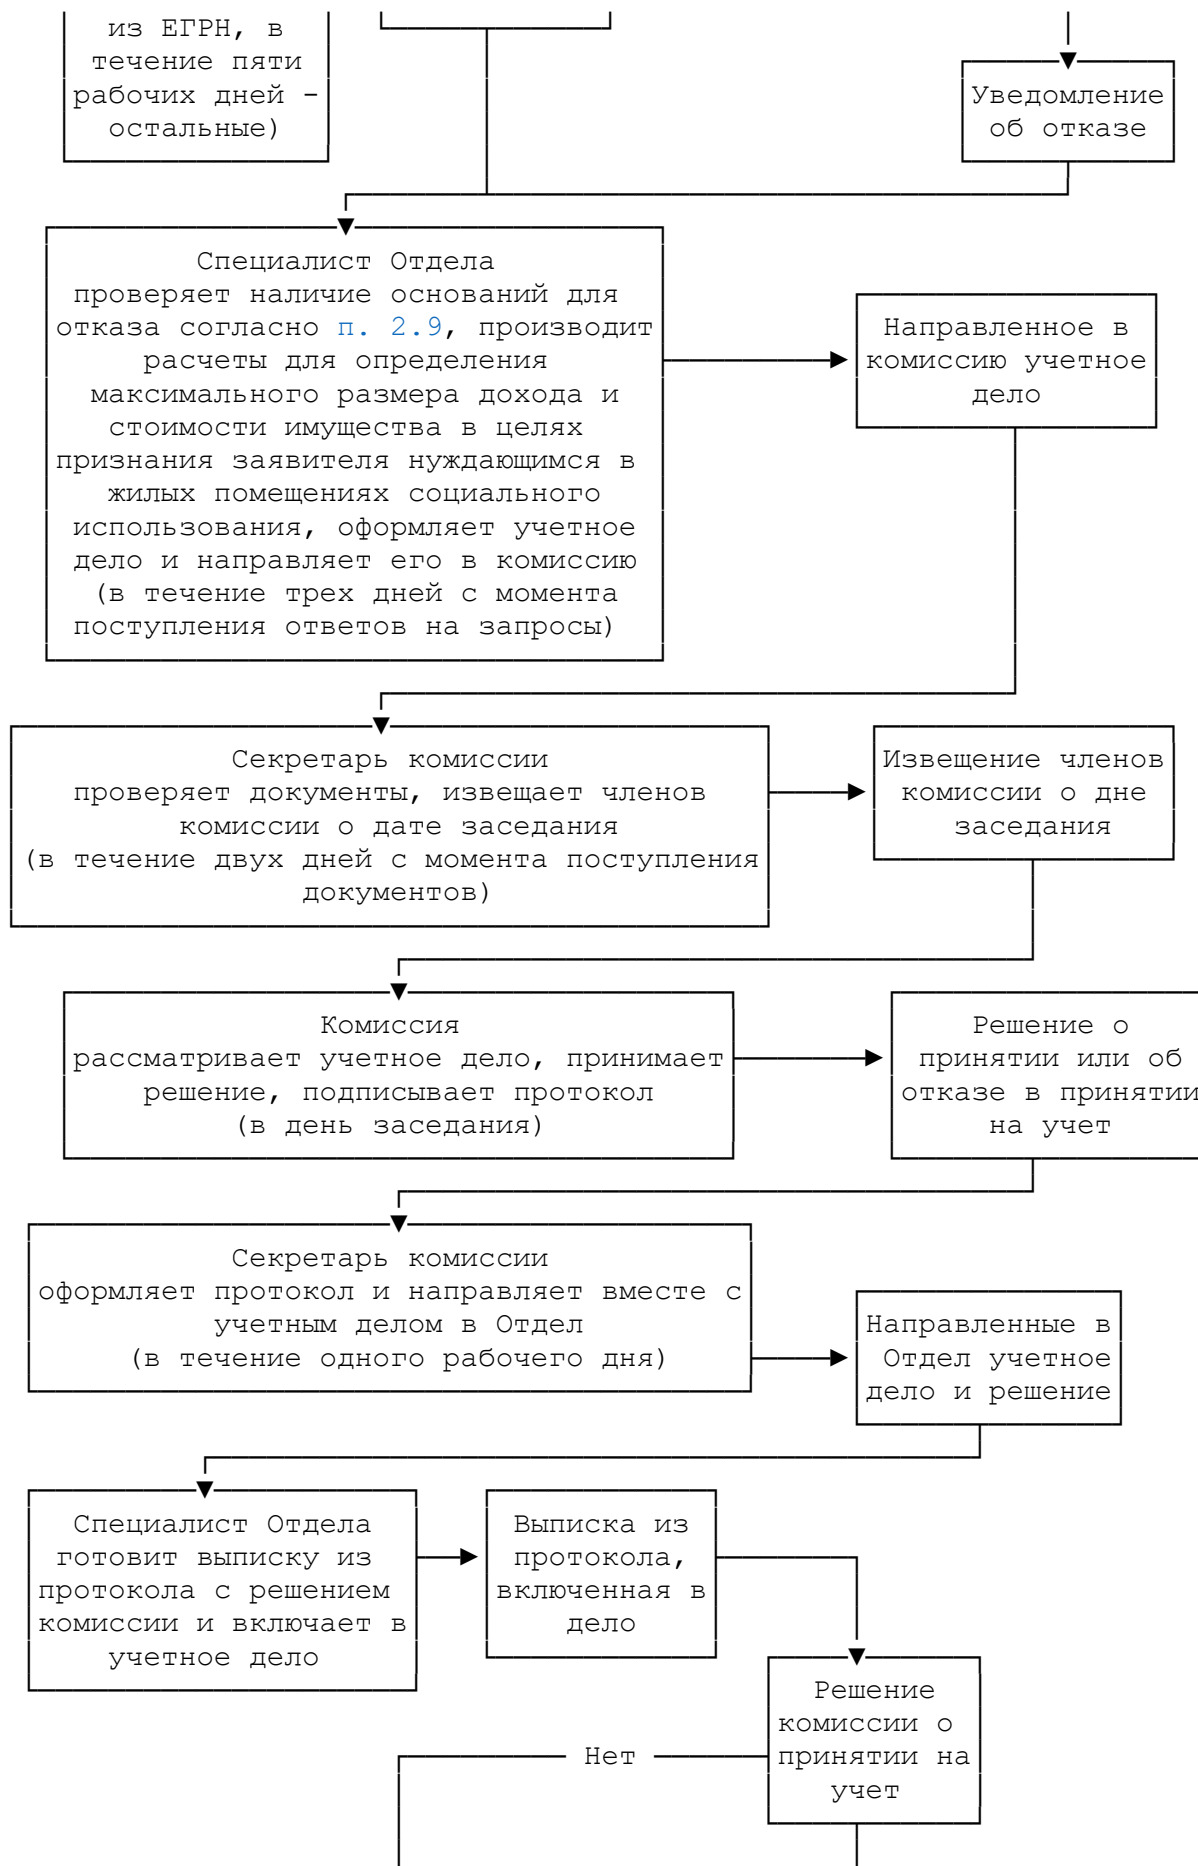 из ЕГРН, в
течение пяти
рабочих дней -
остальные)
Уведомление
об отказе
Специалист Отдела
проверяет наличие оснований для
отказа согласно п. 2.9, производит
расчеты для определения
максимального размера дохода и
стоимости имущества в целях
признания заявителя нуждающимся в
жилых помещениях социального
использования, оформляет учетное
дело и направляет его в комиссию
(в течение трех дней с момента
поступления ответов на запросы)
Направленное в
комиссию учетное
дело
Секретарь комиссии
проверяет документы, извещает членов
комиссии о дате заседания
(в течение двух дней с момента поступления
документов)
Извещение членов
комиссии о дне
заседания
Комиссия
рассматривает учетное дело, принимает
решение, подписывает протокол
(в день заседания)
Решение о
принятии или об
отказе в принятии
на учет
Секретарь комиссии
оформляет протокол и направляет вместе с
учетным делом в Отдел
(в течение одного рабочего дня)
Направленные в
Отдел учетное
дело и решение
Специалист Отдела
готовит выписку из
протокола с решением
комиссии и включает в
учетное дело
Выписка из
протокола,
включенная в
дело
Решение
комиссии о
принятии на
учет
Нет